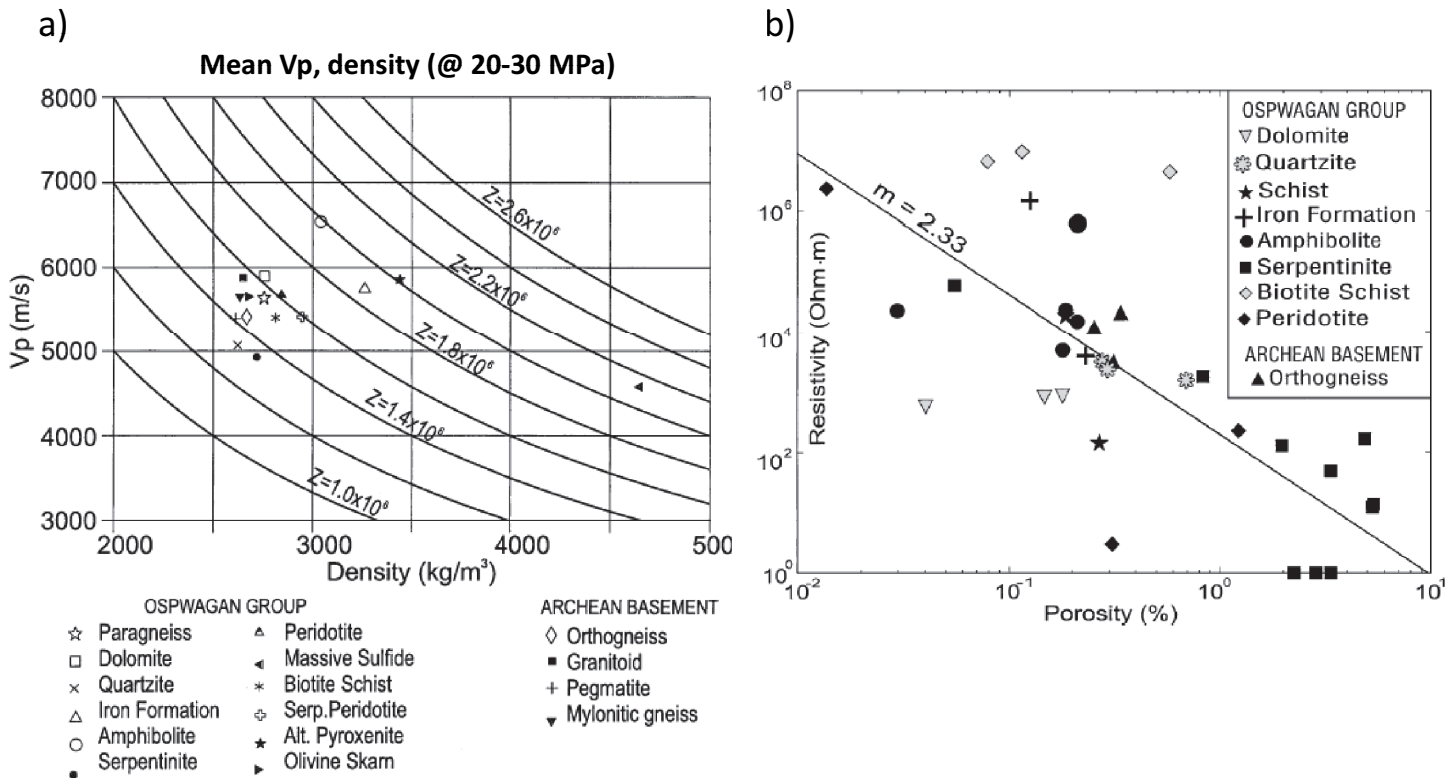 a)
Mean Vp, density (@ 20-30 MPa)
8000
7000
6000
5000
4000
3000
Vp (m/s)
Z=2.6x10⁶
Z=2.2x10⁶
Z=1.8x10⁶
Z=1.4x10⁶
Z=1.0x10⁶
2000
3000
4000
500
Density (kg/m³)
OSPWAGAN GROUP
Paragneiss
Dolomite
Quartzite
Iron Formation
Amphibolite
Serpentinite
Peridotite
Massive Sulfide
Biotite Schist
Serp.Peridotite
Alt. Pyroxenite
Olivine Skarn
ARCHEAN BASEMENT
Orthogneiss
Granitoid
Pegmatite
Mylonitic gneiss
b)
10⁸
10⁶
10⁴
10²
10⁰
Resistivity (Ohm·m)
m = 2.33
OSPWAGAN GROUP
Dolomite
Quartzite
Schist
Iron Formation
Amphibolite
Serpentinite
Biotite Schist
Peridotite
ARCHEAN BASEMENT
Orthogneiss
10⁻²
10⁻¹
10⁰
10¹
Porosity (%)